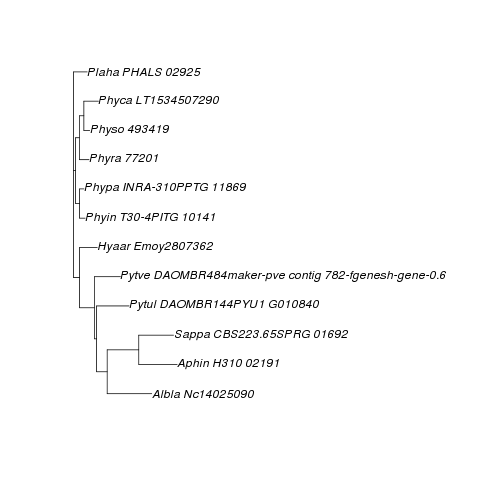 Plaha PHALS 02925
Phyca LT1534507290
Physo 493419
Phyra 77201
Phypa INRA-310PPTG 11869
Phyin T30-4PITG 10141
Hyaar Emoy2807362
Pytve DAOMBR484maker-pve contig 782-fgenesh-gene-0.6
Pytul DAOMBR144PYU1 G010840
Sappa CBS223.65SPRG 01692
Aphin H310 02191
Albla Nc14025090